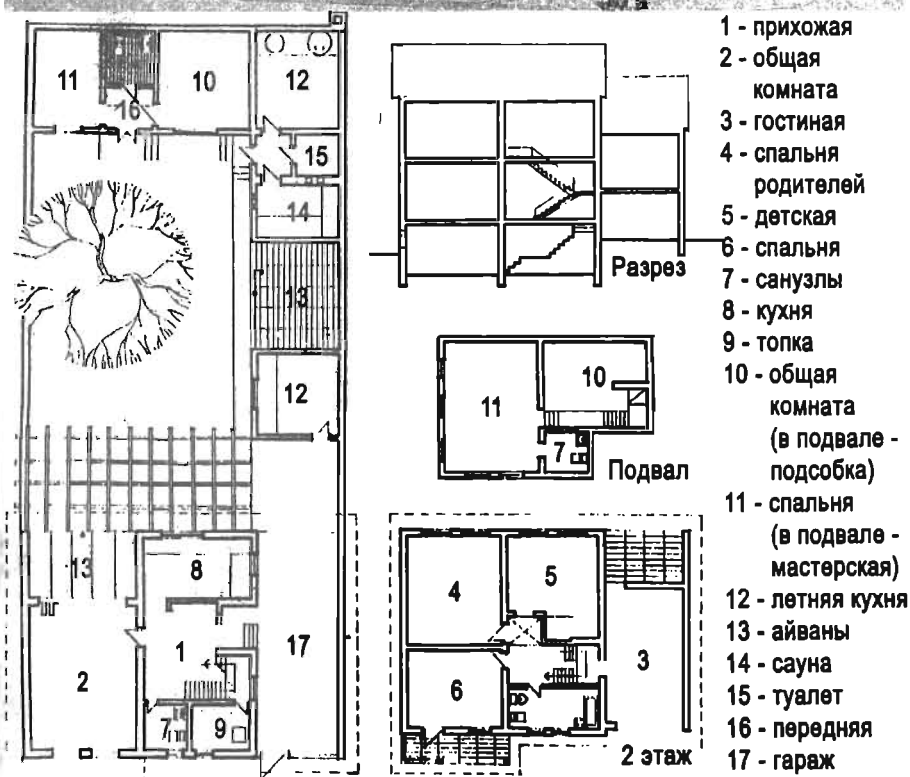 1 - прихожая
2 - общая
комната
3 - гостиная
4 - спальня
родителей
5 - детская
6 - спальня
7 - санузлы
8 - кухня
9 - топка
10 - общая
комната
(в подвале -
подсобка)
11 - спальня
(в подвале -
мастерская)
12 - летняя кухня
13 - айваны
14 - сауна
15 - туалет
16 - передняя
17 - гараж
11
16
10
12
15
14
13
12
13
8
1
2
17
7
9
Разрез
11
10
7
Подвал
4
5
6
3
2 этаж